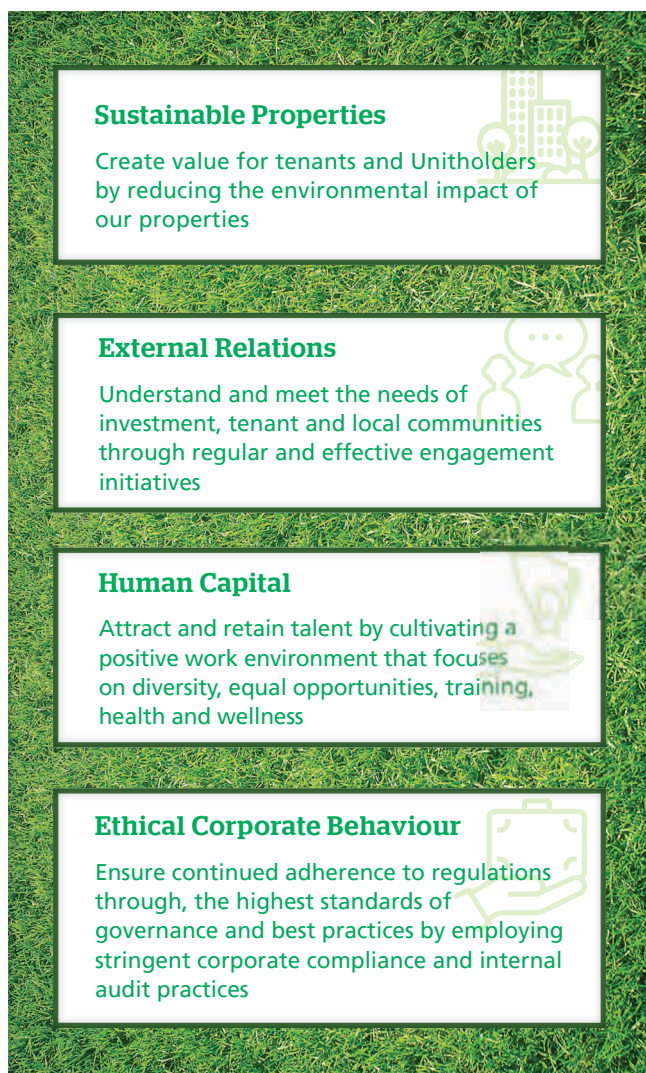 Sustainable Properties
Create value for tenants and Unitholders
by reducing the environmental impact of
our properties
External Relations
Understand and meet the needs of
investment, tenant and local communities
through regular and effective engagement
initiatives
Human Capital
Attract and retain talent by cultivating a
positive work environment that focuses
on diversity, equal opportunities, training,
health and wellness
Ethical Corporate Behaviour
Ensure continued adherence to regulations
through, the highest standards of
governance and best practices by employing
stringent corporate compliance and internal
audit practices